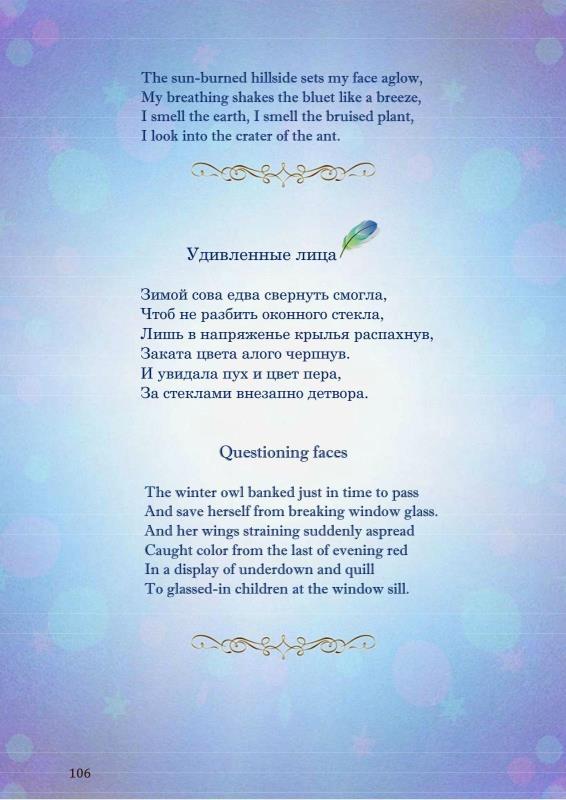 The sun-burned hillside sets my face aglow,
My breathing shakes the bluet like a breeze,
I smell the earth, I smell the bruised plant,
I look into the crater of the ant.
Удивленные лица
Зимой сова едва свернуть смогла,
Чтоб не разбить оконного стекла,
Лишь в напряженье крылья распахнув,
Заката цвета алого черпнув.
И увидала пух и цвет пера,
За стеклами внезапно детвора.
Questioning faces
The winter owl banked just in time to pass
And save herself from breaking window glass.
And her wings straining suddenly aspread
Caught color from the last of evening red
In a display of underdown and quill
To glassed-in children at the window sill.
106